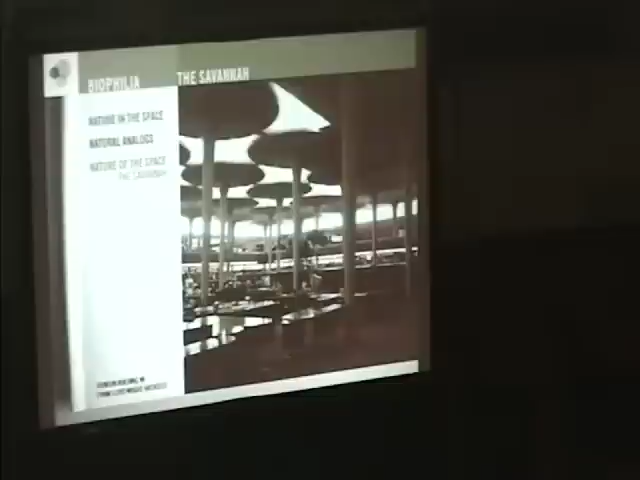 BIOPHILIA THE SAVANNAH
NATURE IN THE SPACE
NATURAL ANALOGS
NATURE OF THE SPACE
THE SAVANNAH